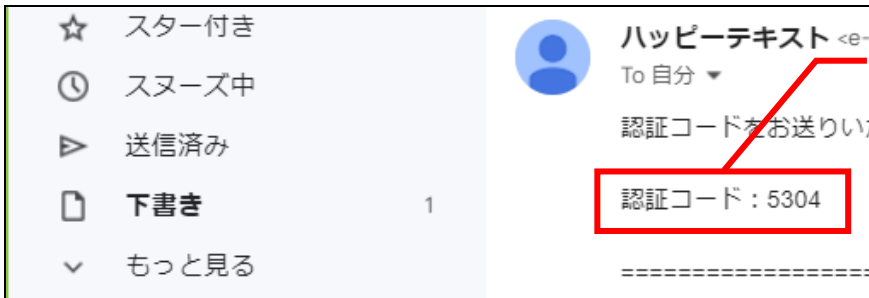 スター付き
スヌーズ中
送信済み
下書き 1
もっと見る
ハッピーテキスト <e-
To 自分
認証コードをお送りい
認証コード：5304
==================